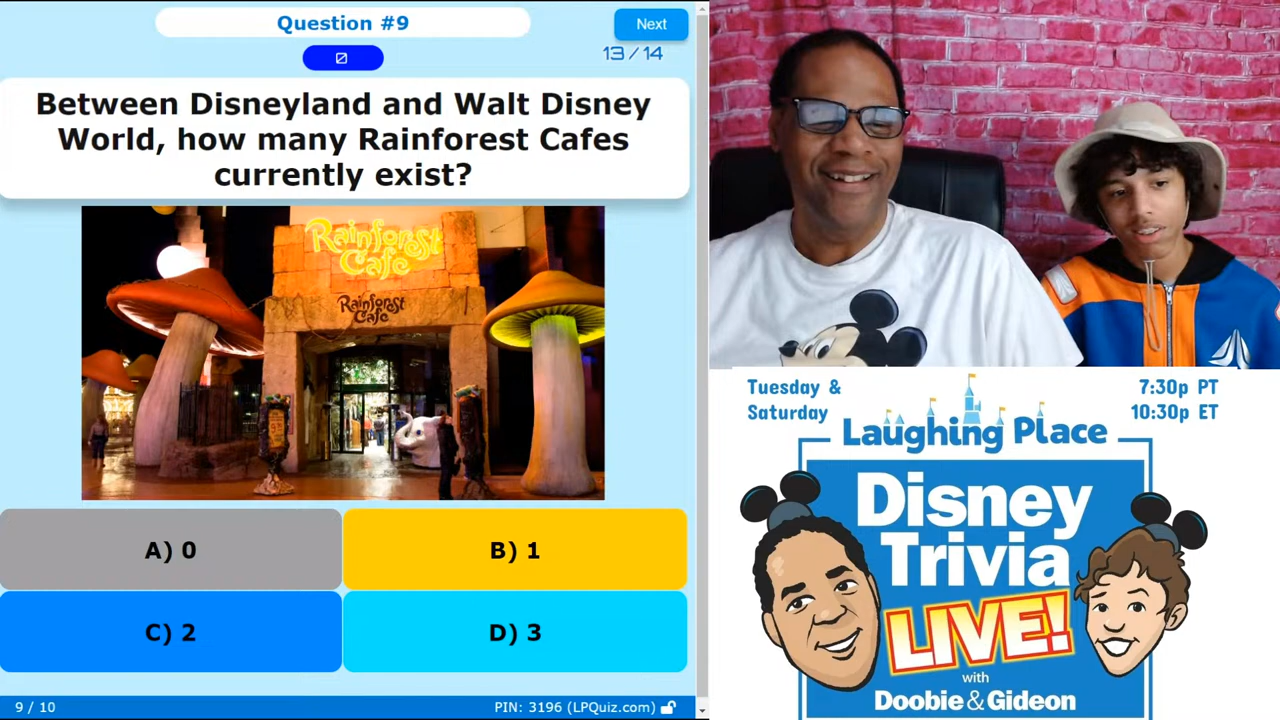 Question #9
Next
13/14
Between Disneyland and Walt Disney
World, how many Rainforest Cafes
currently exist?
Rainforest
Cafe
Rainforest
Cafe
A) 0
B) 1
C) 2
D) 3
9 / 10
PIN: 3196 (LPQuiz.com)
Tuesday &
Saturday
7:30p PT
10:30p ET
Laughing Place
Disney
Trivia
LIVE!
with
Doobie & Gideon